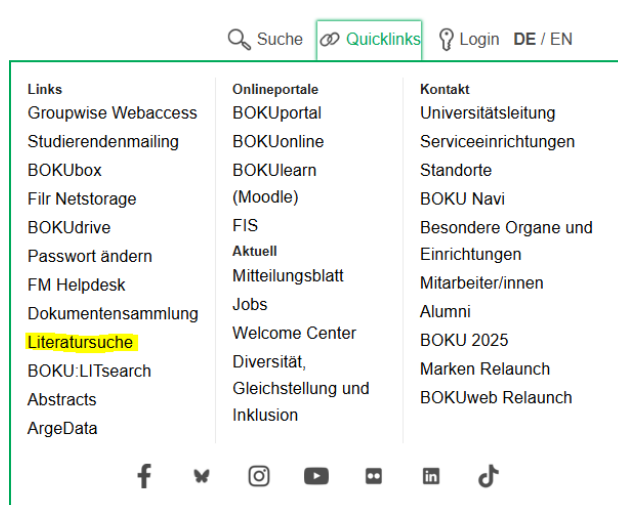 Suche Quicklinks Login DE / EN
Links
Groupwise Webaccess
Studierendenmailing
BOKUbox
Filr Netstorage
BOKUdrive
Passwort ändern
FM Helpdesk
Dokumentensammlung
Literatursuche
BOKU:LITsearch
Abstracts
ArgeData
Onlineportale
BOKUportal
BOKUonline
BOKUlearn
(Moodle)
FIS
Aktuell
Mitteilungsblatt
Jobs
Welcome Center
Diversität,
Gleichstellung und
Inklusion
Kontakt
Universitätsleitung
Serviceeinrichtungen
Standorte
BOKU Navi
Besondere Organe und
Einrichtungen
Mitarbeiter/innen
Alumni
BOKU 2025
Marken Relaunch
BOKUweb Relaunch